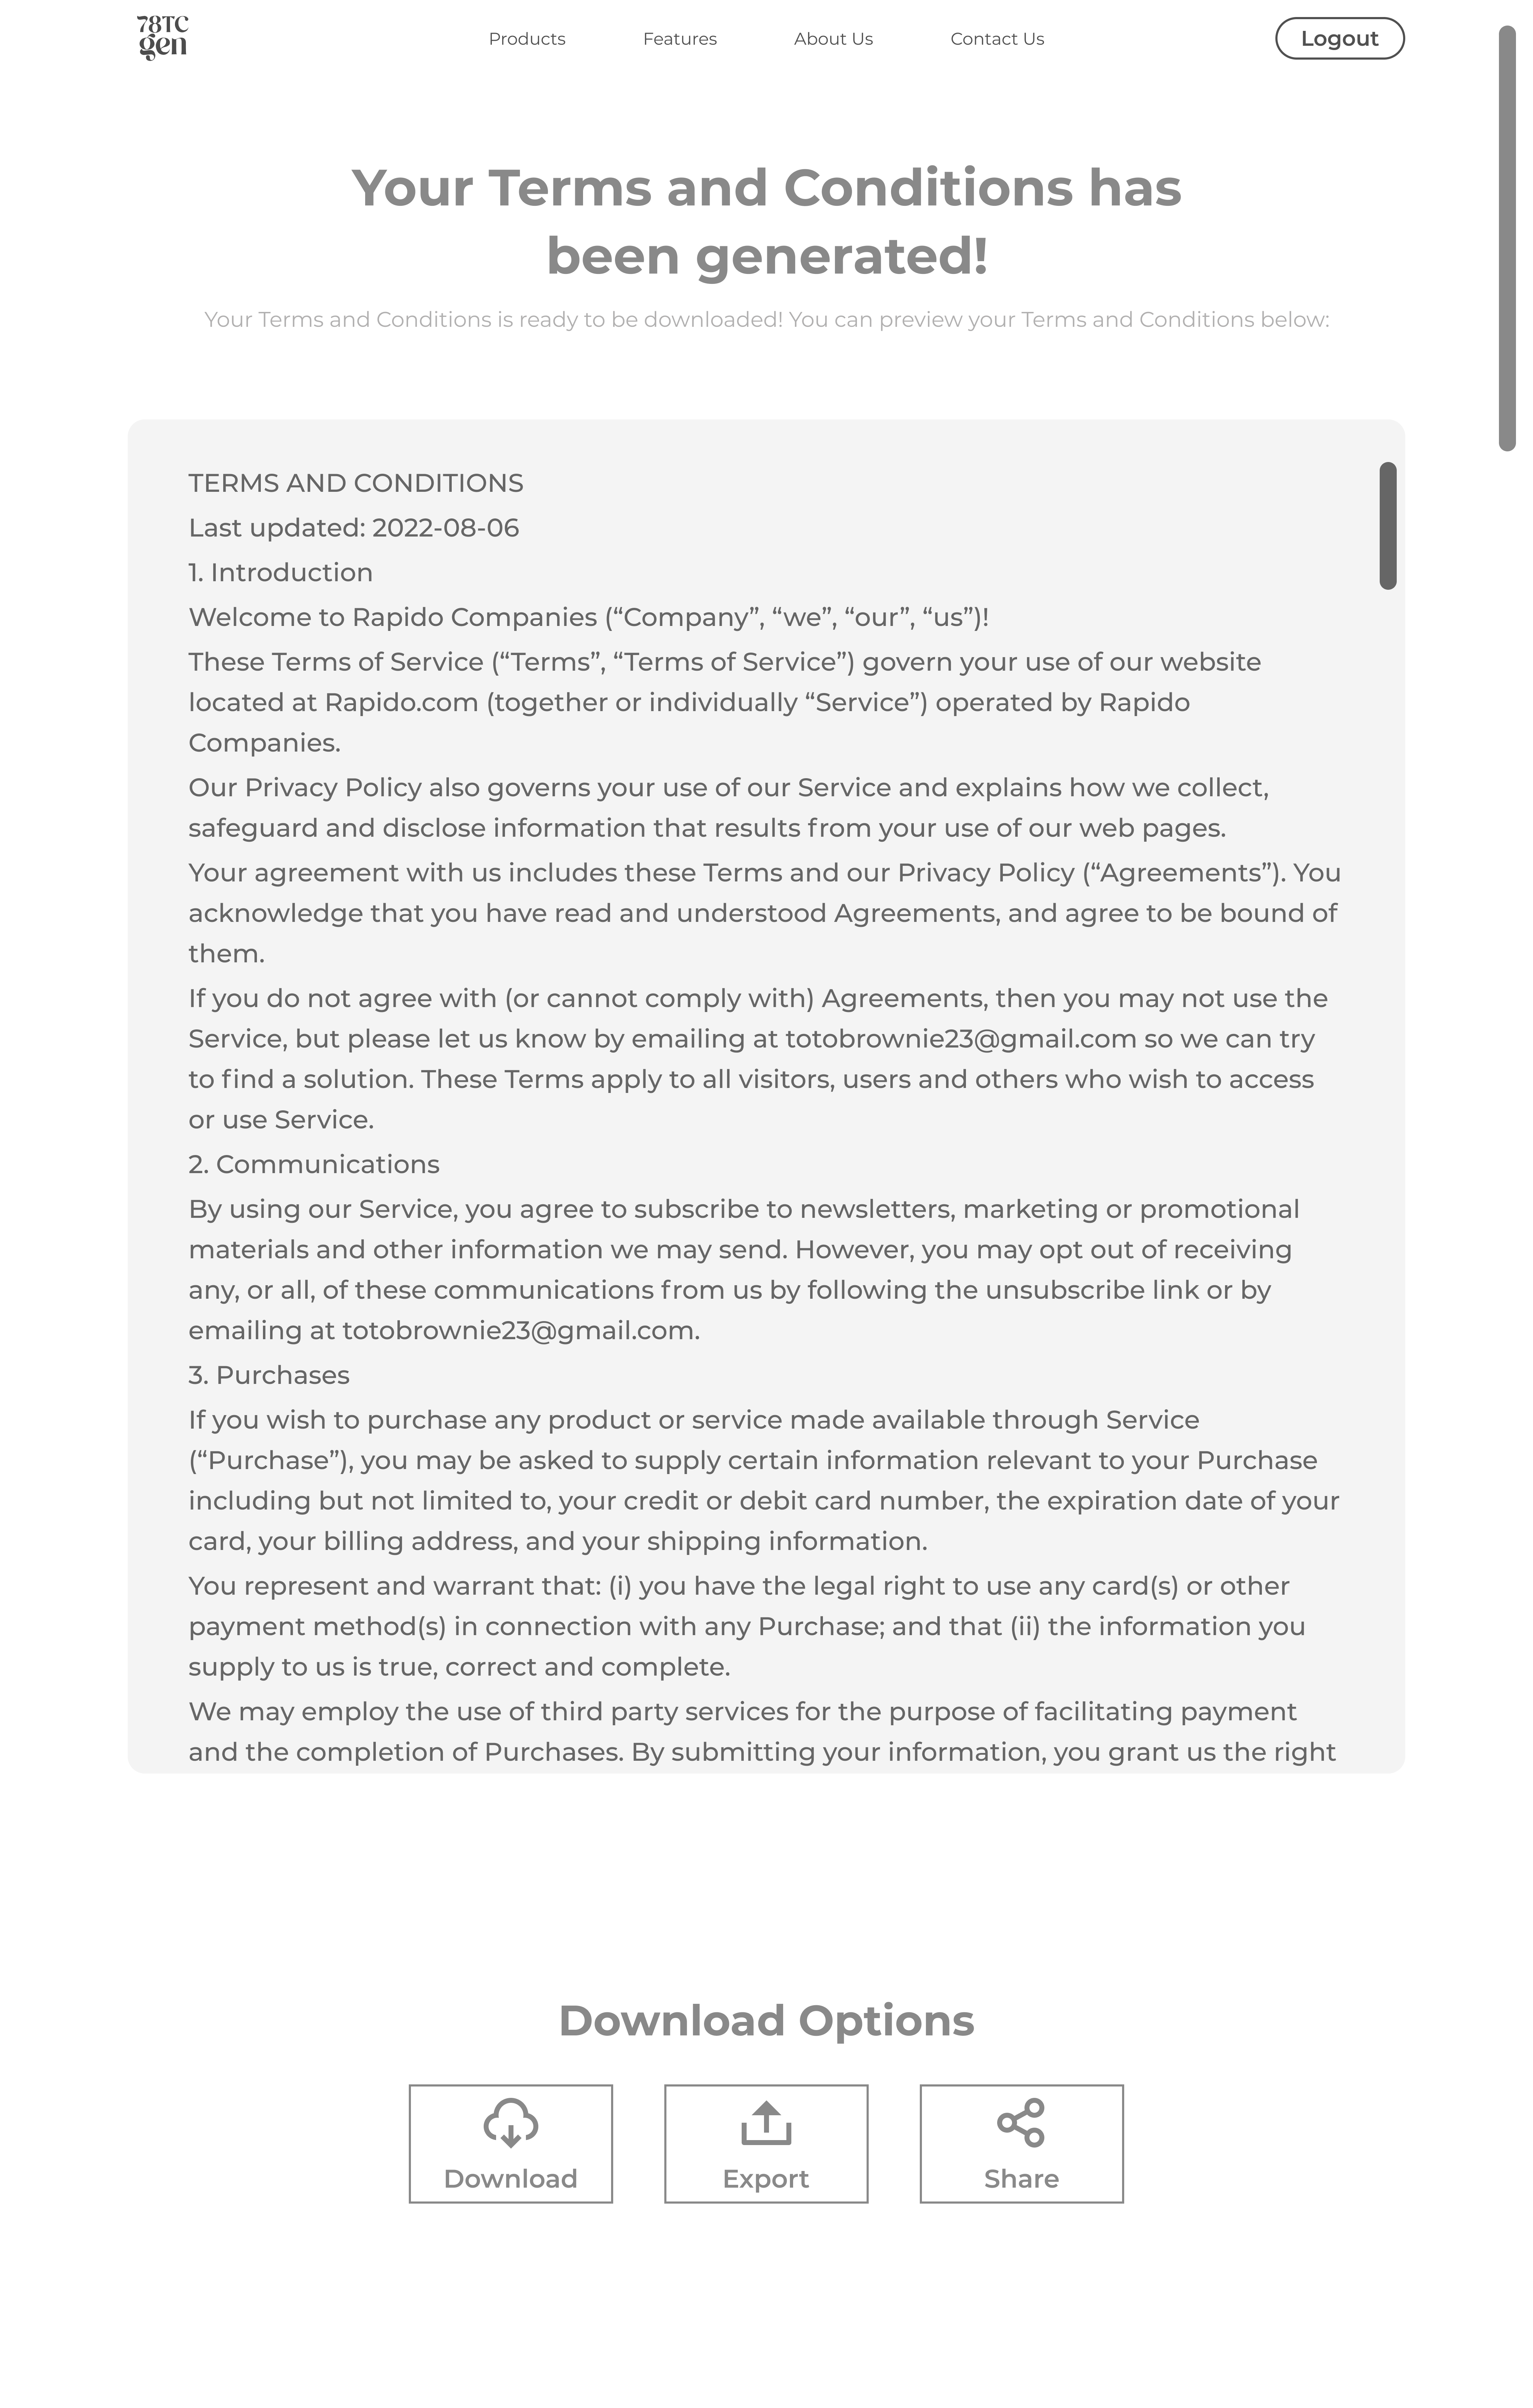 78TC
gen
Products
Features
About Us
Contact Us
Logout
Your Terms and Conditions has
been generated!
Your Terms and Conditions is ready to be downloaded! You can preview your Terms and Conditions below:
TERMS AND CONDITIONS
Last updated: 2022-08-06
1. Introduction
Welcome to Rapido Companies (“Company”, “we”, “our”, “us”)!
These Terms of Service (“Terms”, “Terms of Service”) govern your use of our website
located at Rapido.com (together or individually “Service”) operated by Rapido
Companies.
Our Privacy Policy also governs your use of our Service and explains how we collect,
safeguard and disclose information that results from your use of our web pages.
Your agreement with us includes these Terms and our Privacy Policy (“Agreements”). You
acknowledge that you have read and understood Agreements, and agree to be bound of
them.
If you do not agree with (or cannot comply with) Agreements, then you may not use the
Service, but please let us know by emailing at totobrownie23@gmail.com so we can try
to find a solution. These Terms apply to all visitors, users and others who wish to access
or use Service.
2. Communications
By using our Service, you agree to subscribe to newsletters, marketing or promotional
materials and other information we may send. However, you may opt out of receiving
any, or all, of these communications from us by following the unsubscribe link or by
emailing at totobrownie23@gmail.com.
3. Purchases
If you wish to purchase any product or service made available through Service
(“Purchase”), you may be asked to supply certain information relevant to your Purchase
including but not limited to, your credit or debit card number, the expiration date of your
card, your billing address, and your shipping information.
You represent and warrant that: (i) you have the legal right to use any card(s) or other
payment method(s) in connection with any Purchase; and that (ii) the information you
supply to us is true, correct and complete.
We may employ the use of third party services for the purpose of facilitating payment
and the completion of Purchases. By submitting your information, you grant us the right
Download Options
Download
Export
Share